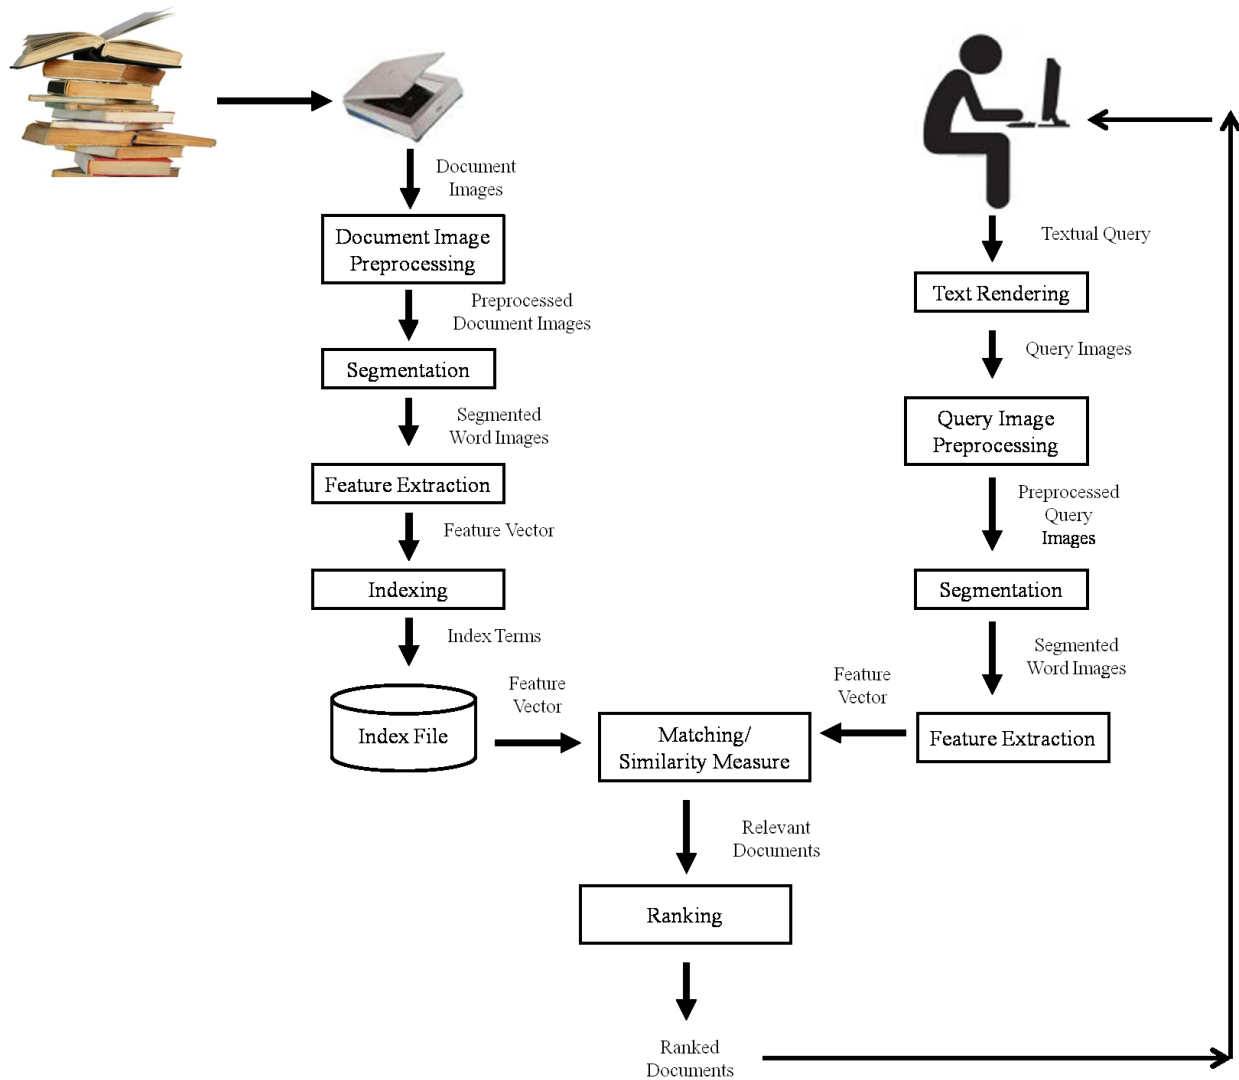 Document
Images
Document Image
Preprocessing
Preprocessed
Document Images
Segmentation
Segmented
Word Images
Feature Extraction
Feature Vector
Indexing
Index Terms
Index File
Feature
Vector
Textual Query
Text Rendering
Query Images
Query Image
Preprocessing
Preprocessed
Query
Images
Segmentation
Segmented
Word Images
Feature Extraction
Feature
Vector
Matching/
Similarity Measure
Relevant
Documents
Ranking
Ranked
Documents